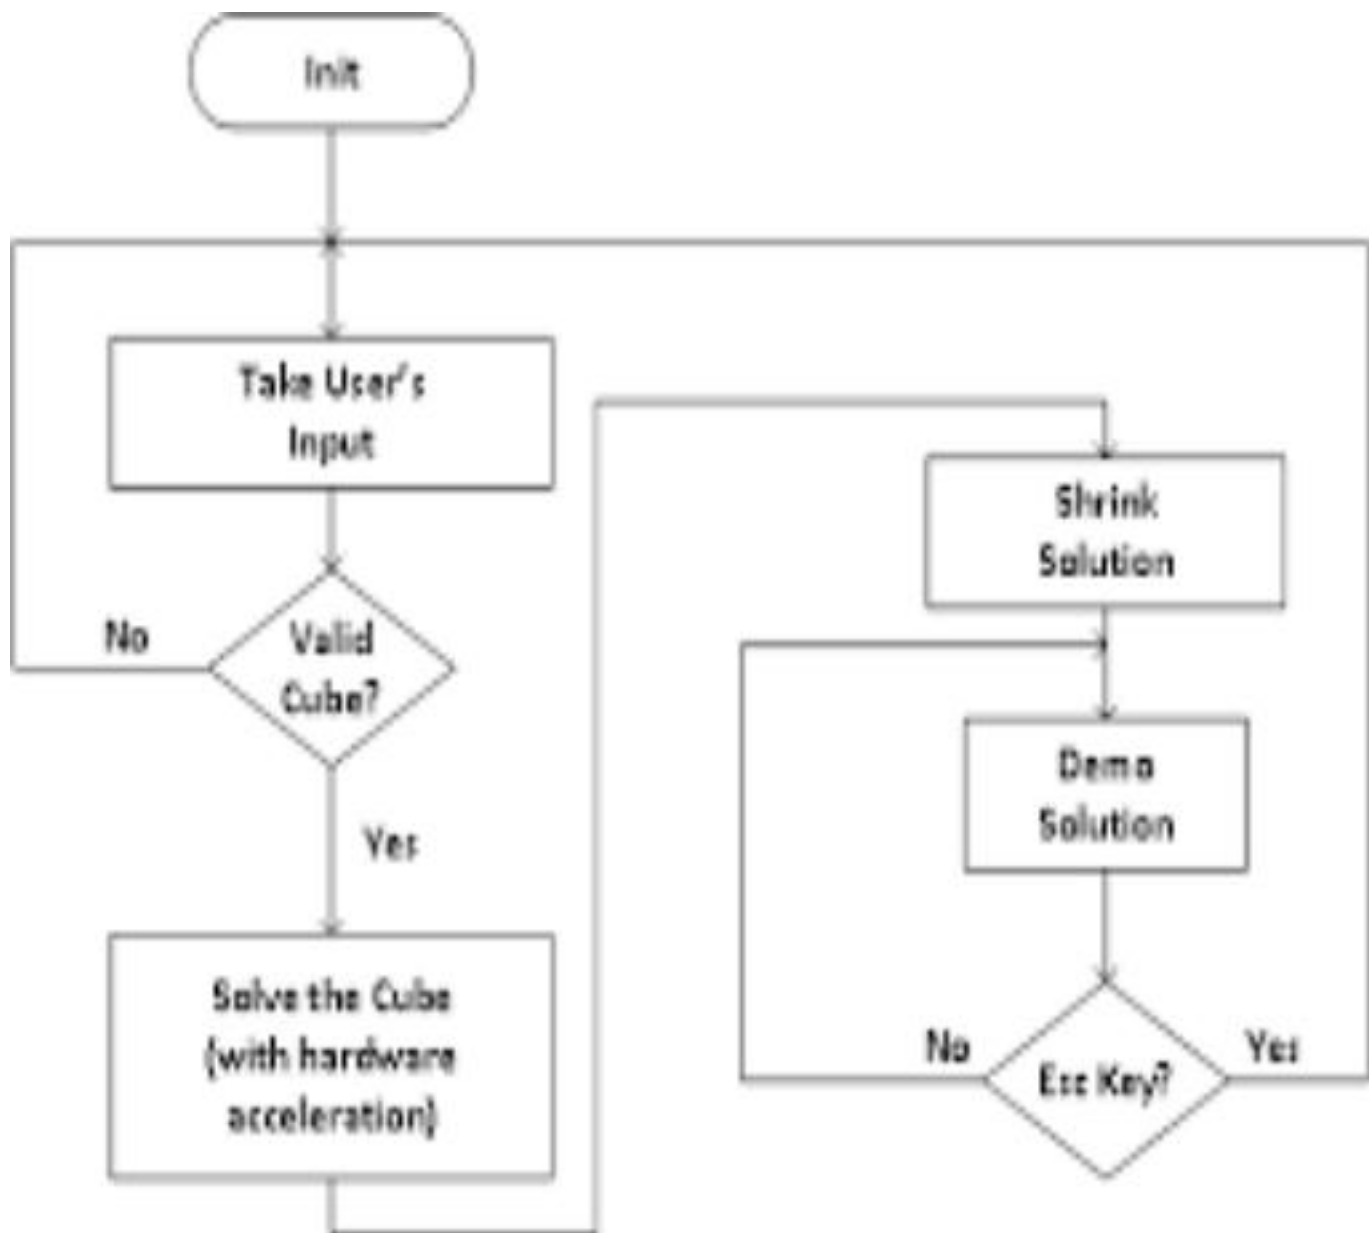 Init
Take User's
Input
Valid
Cube?
No
Yes
Solve the Cube
(with hardware
acceleration)
Shrink
Solution
Demo
Solution
Esc Key?
No
Yes